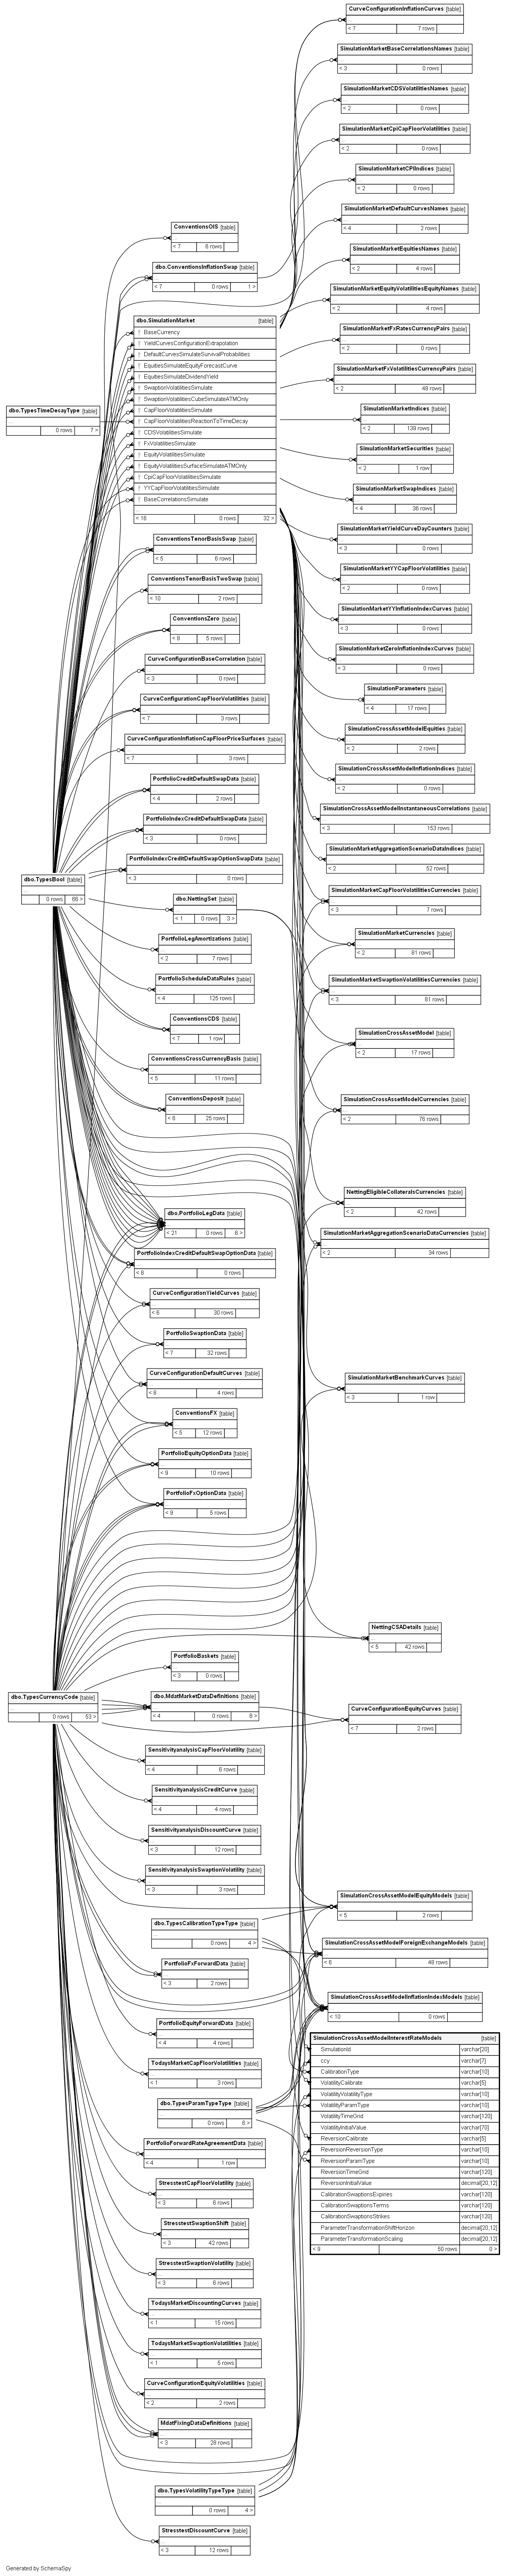 CurveConfigurationInflationCurves [table]
...
< 7 7 rows
SimulationMarketBaseCorrelationsNames [table]
...
< 3 0 rows
SimulationMarketCDSVolatilitiesNames [table]
...
< 2 0 rows
SimulationMarketCpiCapFloorVolatilities [table]
...
< 2 0 rows
SimulationMarketCPIIndices [table]
...
< 2 0 rows
SimulationMarketDefaultCurvesNames [table]
...
< 4 2 rows
ConventionsOIS [table]
...
< 7 6 rows
SimulationMarketEquitiesNames [table]
...
< 2 4 rows
dbo.ConventionsInflationSwap [table]
...
< 7 0 rows 1 >
SimulationMarketEquityVolatilitiesEquityNames [table]
...
< 2 4 rows
dbo.SimulationMarket [table]
BaseCurrency
YieldCurvesConfigurationExtrapolation
DefaultCurvesSimulateSurvivalProbabilities
EquitiesSimulateEquityForecastCurve
EquitiesSimulateDividendYield
SwaptionVolatilitiesSimulate
SwaptionVolatilitiesCubeSimulateATMOnly
CapFloorVolatilitiesSimulate
CapFloorVolatilitiesReactionToTimeDecay
CDSVolatilitiesSimulate
FxVolatilitiesSimulate
EquityVolatilitiesSimulate
EquityVolatilitiesSurfaceSimulateATMOnly
CpiCapFloorVolatilitiesSimulate
YYCapFloorVolatilitiesSimulate
BaseCorrelationsSimulate
...
< 16 0 rows 32 >
SimulationMarketFxRatesCurrencyPairs [table]
...
< 2 0 rows
SimulationMarketFxVolatilitiesCurrencyPairs [table]
...
< 2 48 rows
dbo.TypesTimeDecayType [table]
...
0 rows 7 >
SimulationMarketIndices [table]
...
< 2 139 rows
SimulationMarketSecurities [table]
...
< 2 1 row
SimulationMarketSwapIndices [table]
...
< 4 36 rows
SimulationMarketYieldCurveDayCounters [table]
...
< 3 0 rows
ConventionsTenorBasisSwap [table]
...
< 5 6 rows
SimulationMarketYYCapFloorVolatilities [table]
...
< 2 0 rows
ConventionsTenorBasisTwoSwap [table]
...
< 10 2 rows
SimulationMarketYYInflationIndexCurves [table]
...
< 3 0 rows
ConventionsZero [table]
...
< 8 5 rows
SimulationMarketZeroInflationIndexCurves [table]
...
< 3 0 rows
CurveConfigurationBaseCorrelation [table]
...
< 3 0 rows
SimulationParameters [table]
...
< 4 17 rows
CurveConfigurationCapFloorVolatilities [table]
...
< 7 3 rows
SimulationCrossAssetModelEquities [table]
...
< 2 2 rows
CurveConfigurationInflationCapFloorPriceSurfaces [table]
...
< 7 3 rows
SimulationCrossAssetModelInflationIndices [table]
...
< 2 0 rows
PortfolioCreditDefaultSwapData [table]
...
< 4 2 rows
SimulationCrossAssetModelInstantaneousCorrelations [table]
...
< 3 153 rows
PortfolioIndexCreditDefaultSwapData [table]
...
< 3 0 rows
SimulationMarketAggregationScenarioDataIndices [table]
...
< 2 52 rows
PortfolioIndexCreditDefaultSwapOptionSwapData [table]
...
< 3 0 rows
dbo.TypesBool [table]
...
0 rows 66 >
SimulationMarketCapFloorVolatilitiesCurrencies [table]
...
< 3 7 rows
dbo.NettingSet [table]
...
< 1 0 rows 3 >
SimulationMarketCurrencies [table]
...
< 2 81 rows
PortfolioLegAmortizations [table]
...
< 2 7 rows
PortfolioScheduleDataRules [table]
...
< 4 125 rows
SimulationMarketSwaptionVolatilitiesCurrencies [table]
...
< 3 81 rows
ConventionsCDS [table]
...
< 7 1 row
SimulationCrossAssetModel [table]
...
< 2 17 rows
ConventionsCrossCurrencyBasis [table]
...
< 5 11 rows
ConventionsDeposit [table]
...
< 6 25 rows
SimulationCrossAssetModelCurrencies [table]
...
< 2 76 rows
NettingEligibleCollateralsCurrencies [table]
...
< 2 42 rows
dbo.PortfolioLegData [table]
...
< 21 0 rows 6 >
SimulationMarketAggregationScenarioDataCurrencies [table]
...
< 2 34 rows
PortfolioIndexCreditDefaultSwapOptionData [table]
...
< 8 0 rows
CurveConfigurationYieldCurves [table]
...
< 6 30 rows
PortfolioSwaptionData [table]
...
< 7 32 rows
CurveConfigurationDefaultCurves [table]
...
< 8 4 rows
SimulationMarketBenchmarkCurves [table]
...
< 3 1 row
ConventionsFX [table]
...
< 5 12 rows
PortfolioEquityOptionData [table]
...
< 9 10 rows
PortfolioFxOptionData [table]
...
< 9 5 rows
NettingCSADetails [table]
...
< 5 42 rows
PortfolioBaskets [table]
...
< 3 0 rows
dbo.TypesCurrencyCode [table]
...
0 rows 53 >
dbo.MdatMarketDataDefinitions [table]
...
< 4 0 rows 8 >
CurveConfigurationEquityCurves [table]
...
< 7 2 rows
SensitivityanalysisCapFloorVolatility [table]
...
< 4 6 rows
SensitivityanalysisCreditCurve [table]
...
< 4 4 rows
SensitivityanalysisDiscountCurve [table]
...
< 3 12 rows
SensitivityanalysisSwaptionVolatility [table]
...
< 3 3 rows
SimulationCrossAssetModelEquityModels [table]
...
< 5 2 rows
dbo.TypesCalibrationTypeType [table]
...
0 rows 4 >
SimulationCrossAssetModelForeignExchangeModels [table]
...
< 6 49 rows
PortfolioFxForwardData [table]
...
< 3 2 rows
SimulationCrossAssetModelInflationIndexModels [table]
...
< 10 0 rows
PortfolioEquityForwardData [table]
...
< 4 4 rows
SimulationCrossAssetModelInterestRateModels [table]
SimulationId varchar[20]
ccy varchar[7]
CalibrationType varchar[10]
VolatilityCalibrate varchar[5]
VolatilityVolatilityType varchar[10]
VolatilityParamType varchar[10]
VolatilityTimeGrid varchar[120]
VolatilityInitialValue varchar[70]
ReversionCalibrate varchar[5]
ReversionReversionType varchar[10]
ReversionParamType varchar[10]
ReversionTimeGrid varchar[120]
ReversionInitialValue decimal[20,12]
CalibrationSwaptionsExpiries varchar[120]
CalibrationSwaptionsTerms varchar[120]
CalibrationSwaptionsStrikes varchar[120]
ParameterTransformationShiftHorizon decimal[20,12]
ParameterTransformationScaling decimal[20,12]
< 9 50 rows 0 >
TodaysMarketCapFloorVolatilities [table]
...
< 1 3 rows
dbo.TypesParamTypeType [table]
...
0 rows 6 >
PortfolioForwardRateAgreementData [table]
...
< 4 1 row
StresstestCapFloorVolatility [table]
...
< 3 6 rows
StresstestSwaptionShift [table]
...
< 3 42 rows
StresstestSwaptionVolatility [table]
...
< 3 6 rows
TodaysMarketDiscountingCurves [table]
...
< 1 15 rows
TodaysMarketSwaptionVolatilities [table]
...
< 1 5 rows
CurveConfigurationEquityVolatilities [table]
...
< 2 2 rows
MdatFixingDataDefinitions [table]
...
< 3 28 rows
dbo.TypesVolatilityTypeType [table]
...
0 rows 4 >
StresstestDiscountCurve [table]
...
< 3 12 rows
Generated by SchemaSpy